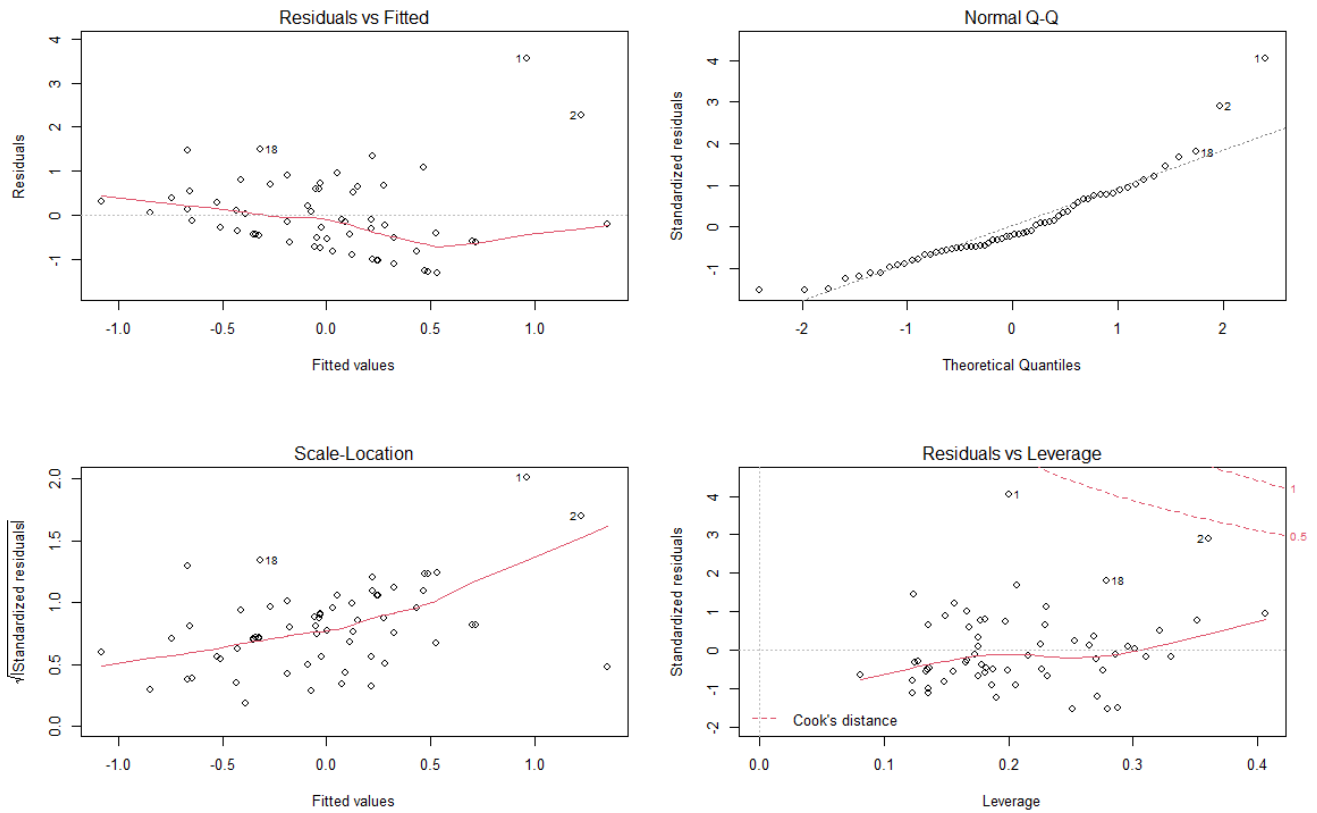 Residuals vs Fitted
Residuals
4
3
2
1
0
-1
1
2
18
-1.0 -0.5 0.0 0.5 1.0
Fitted values
Normal Q-Q
Standardized residuals
4
3
2
1
0
-1
1
2
18
-2 -1 0 1 2
Theoretical Quantiles
Scale-Location
√|Standardized residuals|
2.0
1.5
1.0
0.5
0.0
1
2
18
-1.0 -0.5 0.0 0.5 1.0
Fitted values
Residuals vs Leverage
Standardized residuals
4
3
2
1
0
-1
-2
1
2
18
1
0.5
Cook's distance
0.0 0.1 0.2 0.3 0.4
Leverage